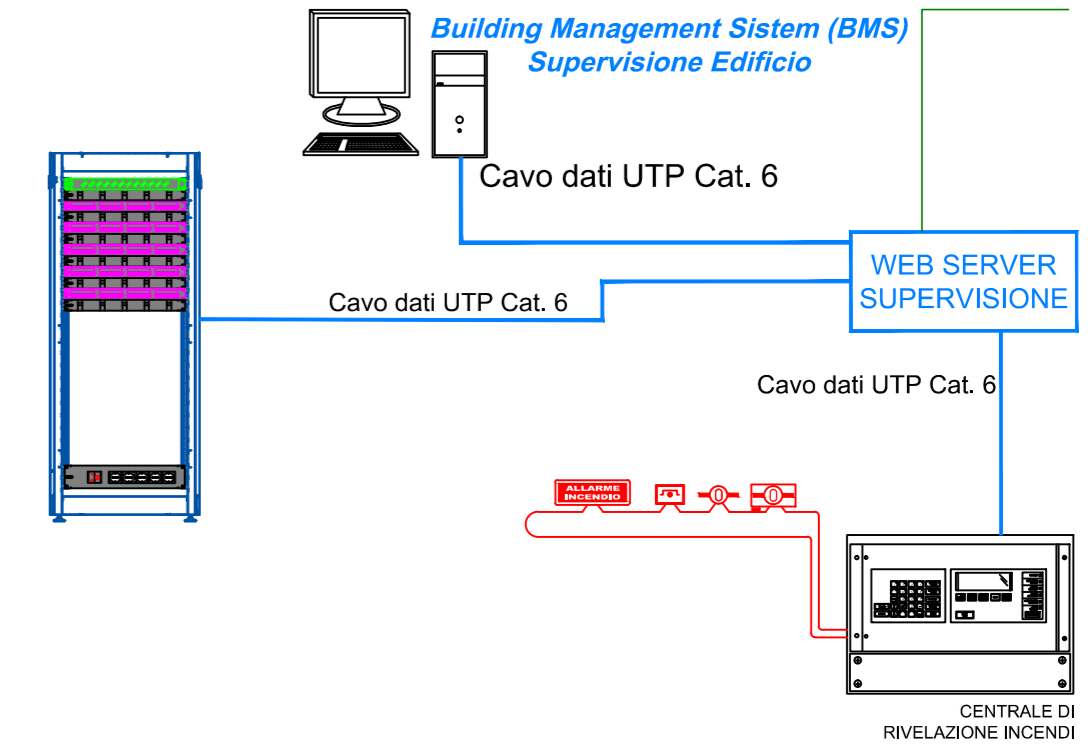 Building Management Sistem (BMS)
Supervisione Edificio
Cavo dati UTP Cat. 6
WEB SERVER
SUPERVISIONE
Cavo dati UTP Cat. 6
Cavo dati UTP Cat. 6
ALLARME
INCENDIO
CENTRALE DI
RIVELAZIONE INCENDI